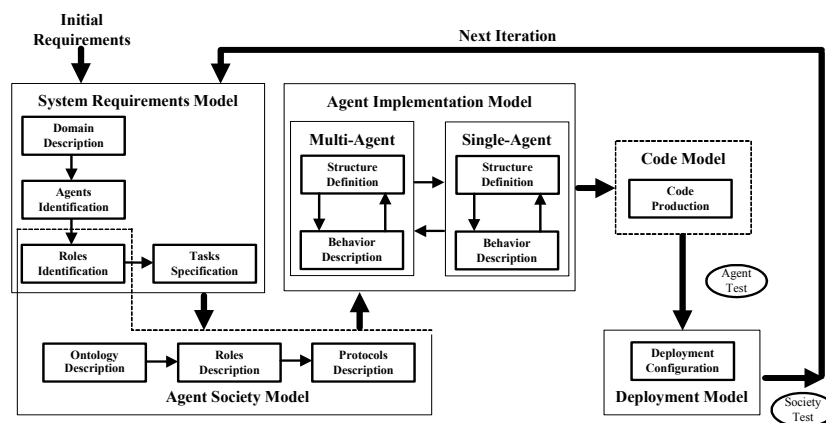 Initial
Requirements
Next Iteration
System Requirements Model
Domain
Description
Agents
Identification
Roles
Identification
Tasks
Specification
Agent Implementation Model
Multi-Agent
Structure
Definition
Behavior
Description
Single-Agent
Structure
Definition
Behavior
Description
Code Model
Code
Production
Agent
Test
Ontology
Description
Roles
Description
Protocols
Description
Agent Society Model
Deployment
Configuration
Deployment Model
Society
Test